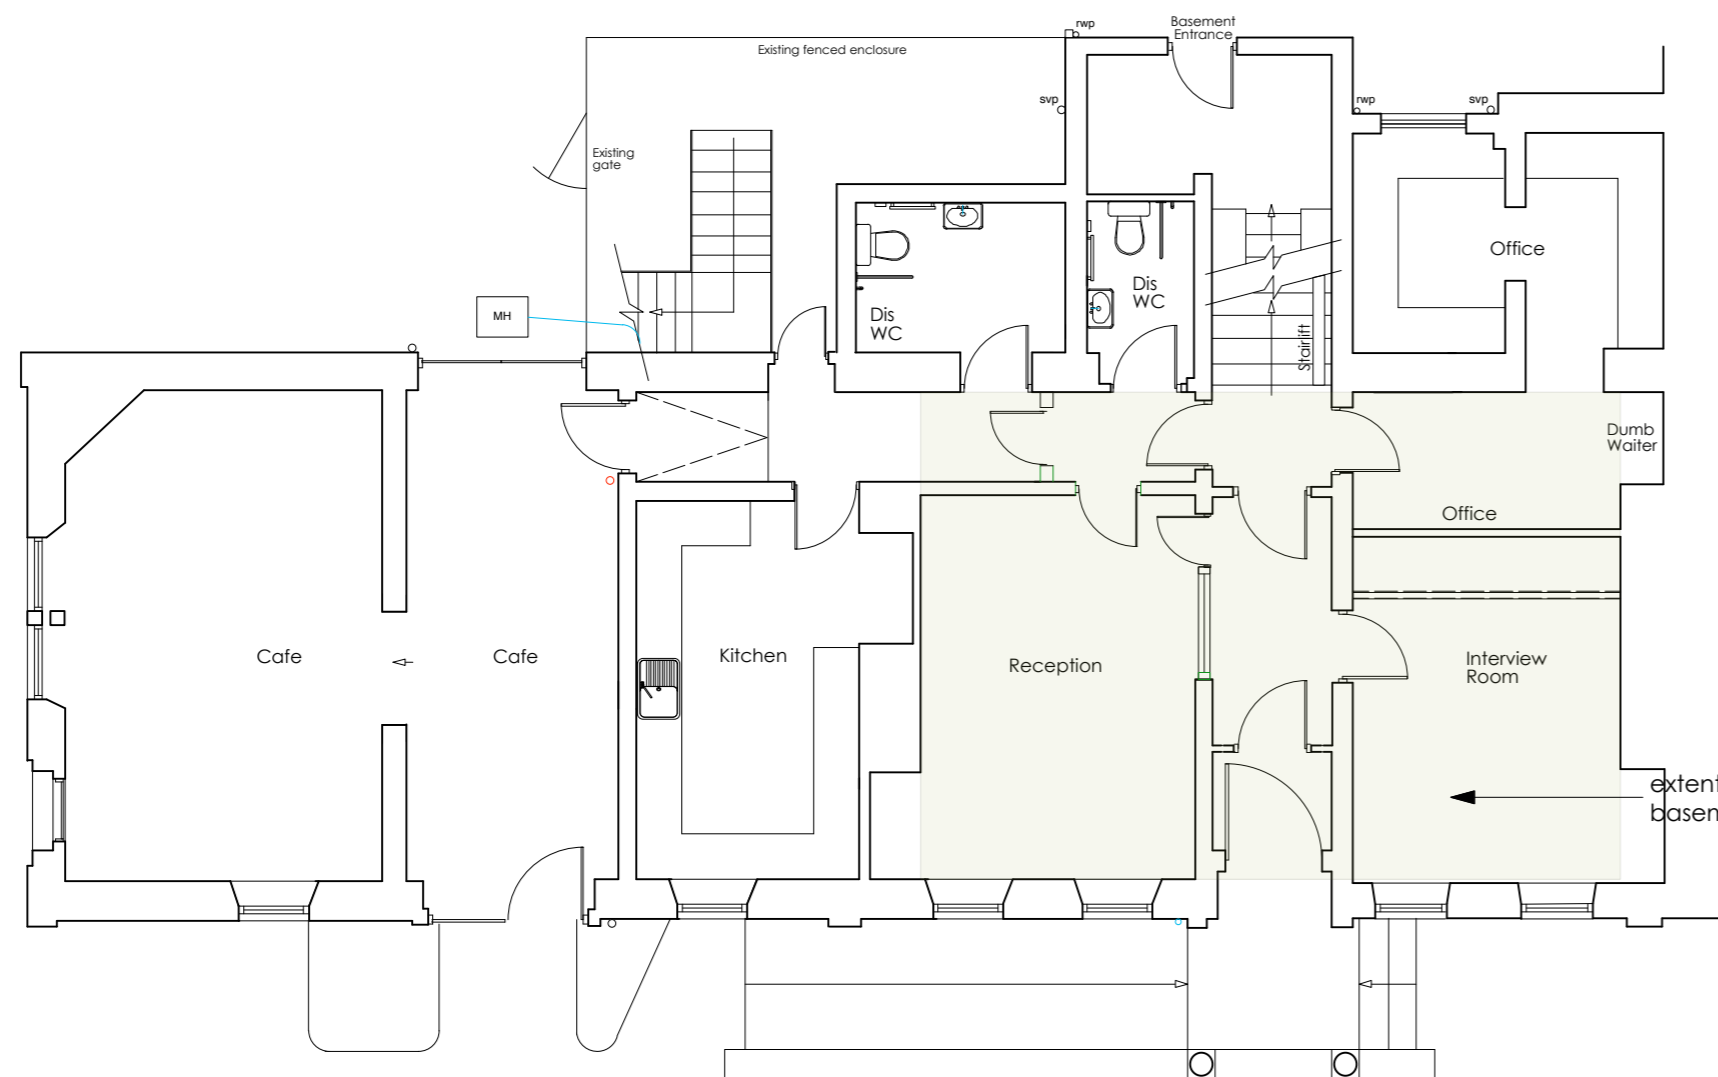 rwp
Basement
Entrance
Existing fenced enclosure
svp
rwp
svp
Existing
gate
Office
Dis
WC
Dis
WC
MH
Stairlift
Dumb
Waiter
Office
Cafe
Cafe
Kitchen
Reception
Interview
Room
extent
basem